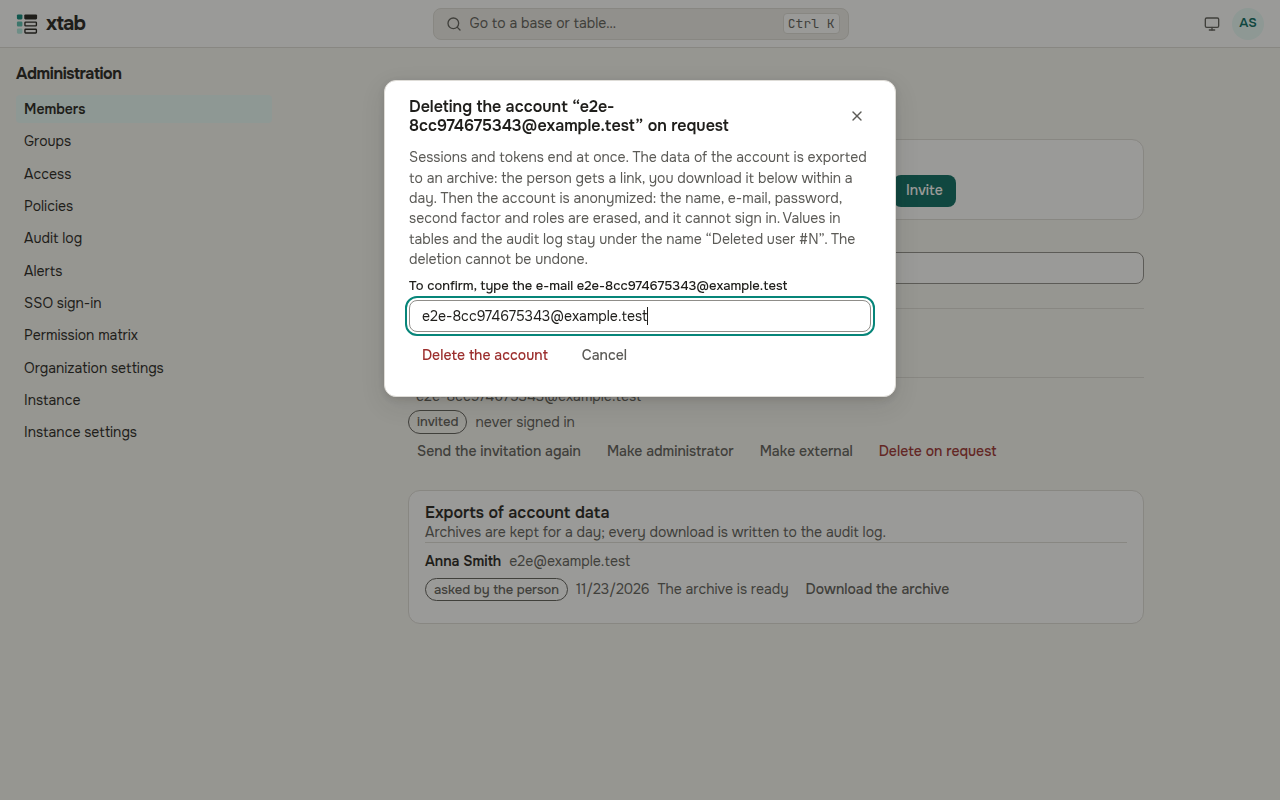 xtab
Go to a base or table...
Ctrl K
AS
Administration
Members
Groups
Access
Policies
Audit log
Alerts
SSO sign-in
Permission matrix
Organization settings
Instance
Instance settings
Deleting the account “e2e-
8cc974675343@example.test” on request
Sessions and tokens end at once. The data of the account is exported
to an archive: the person gets a link, you download it below within a
day. Then the account is anonymized: the name, e-mail, password,
second factor and roles are erased, and it cannot sign in. Values in
tables and the audit log stay under the name “Deleted user #N”. The
deletion cannot be undone.
To confirm, type the e-mail e2e-8cc974675343@example.test
e2e-8cc974675343@example.test
Delete the account
Cancel
Invite
e2e-8cc974675343@example.test
invited
never signed in
Send the invitation again
Make administrator
Make external
Delete on request
Exports of account data
Archives are kept for a day; every download is written to the audit log.
Anna Smith e2e@example.test
asked by the person 11/23/2026 The archive is ready Download the archive